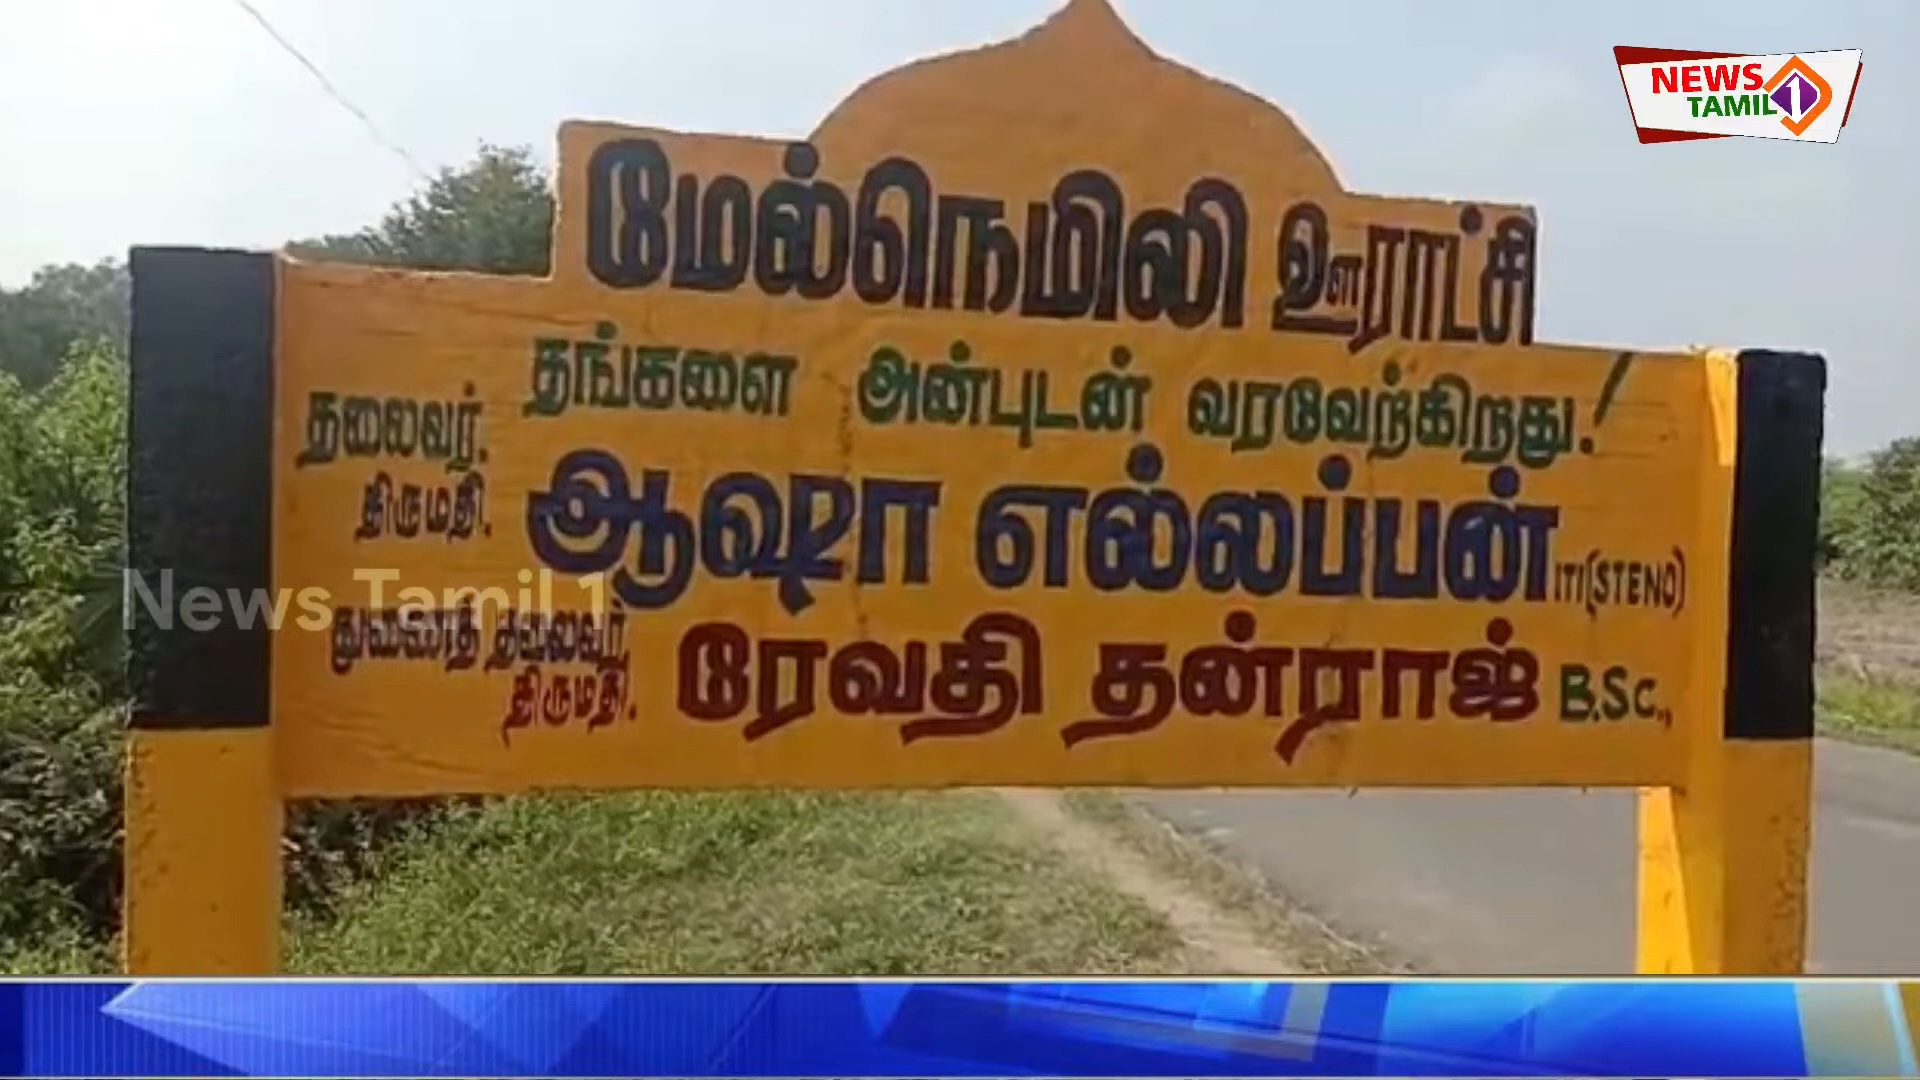 NEWS
TAMIL 1
மேல்நெமிலி ஊராட்சி
தங்களை அன்புடன் வரவேற்கிறது.!
தலைவர்.
திருமதி. ஆஷா எல்லப்பன் ITI(STENO)
துணைத் தலைவர்,
திருமதி. ரேவதி தன்ராஜ் B.Sc.,
News Tamil 1